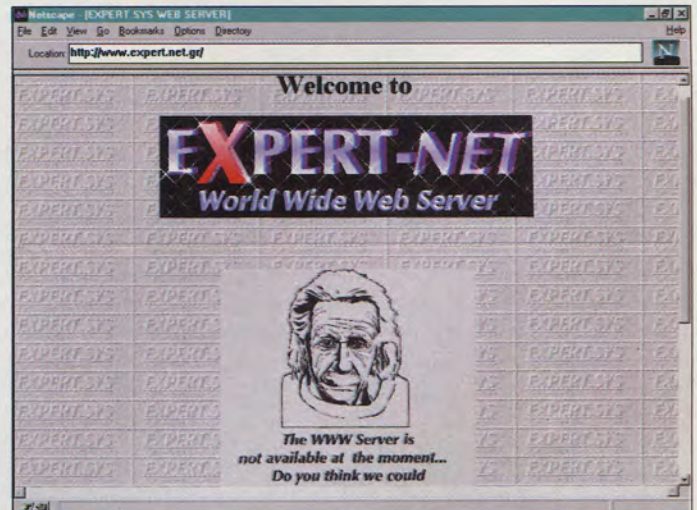 Netscape - [EXPERT SYS WEB SERVER]
File Edit View Go Bookmarks Options Directory Help
Location: http://www.expert.net.gr/
N
Welcome to
EXPERT-NET
World Wide Web Server
The WWW Server is
not available at the moment...
Do you think we could
EXPERT SYS